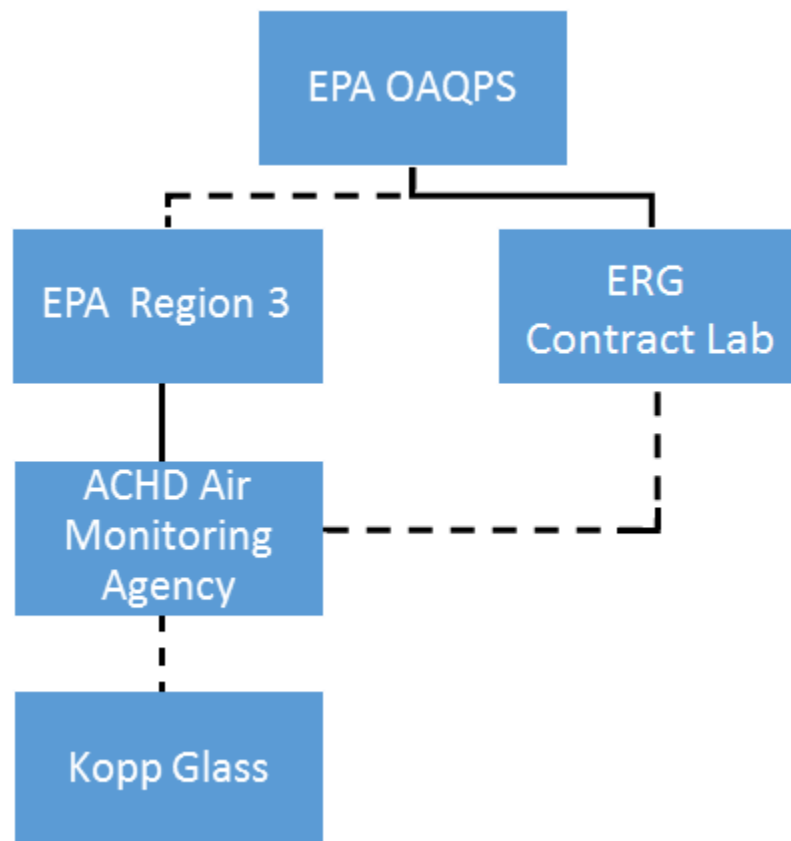 EPA OAQPS
EPA Region 3
ERG
Contract Lab
ACHD Air
Monitoring
Agency
Kopp Glass